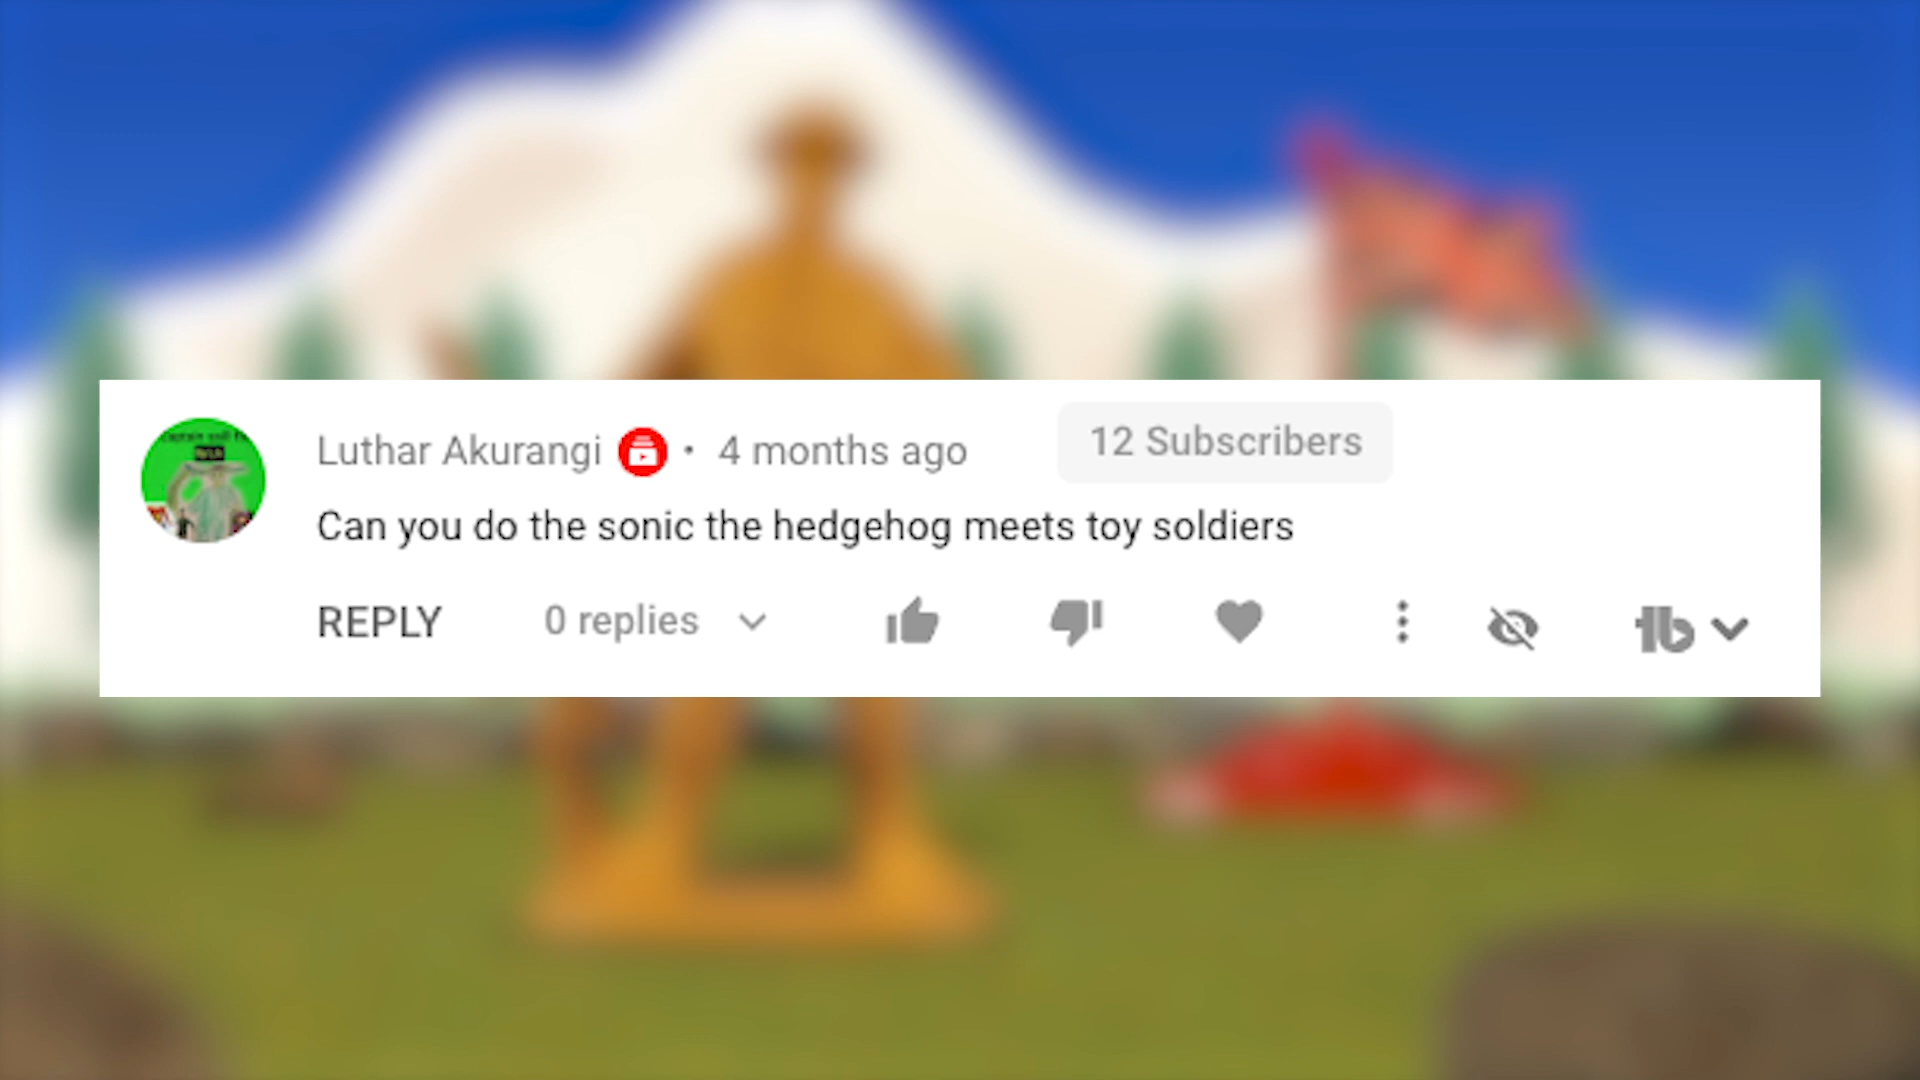 Luthar Akurangi • 4 months ago 12 Subscribers
Can you do the sonic the hedgehog meets toy soldiers
REPLY 0 replies